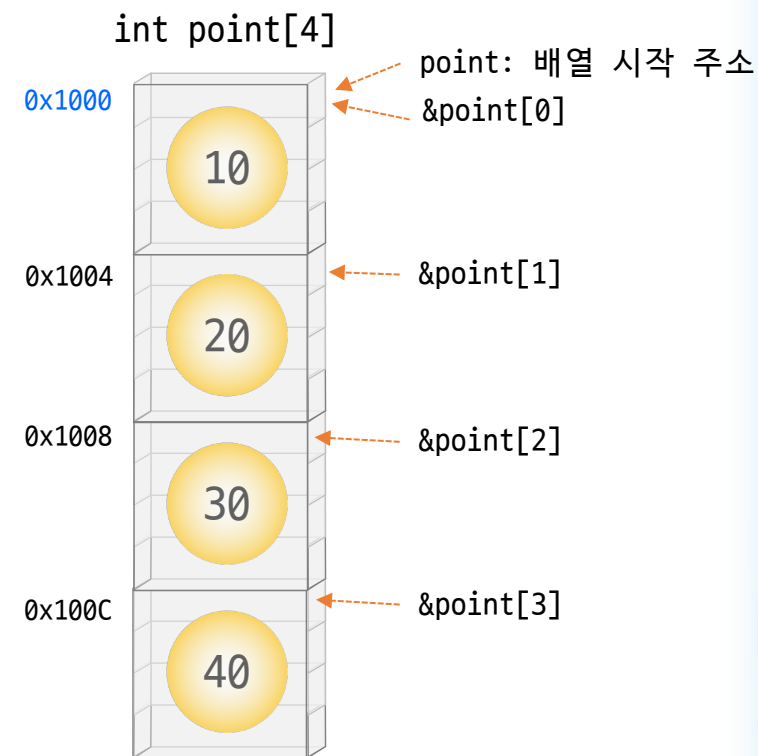 int point[4]
point: 배열 시작 주소
0x1000
&point[0]
10
0x1004
&point[1]
20
0x1008
&point[2]
30
0x100C
&point[3]
40